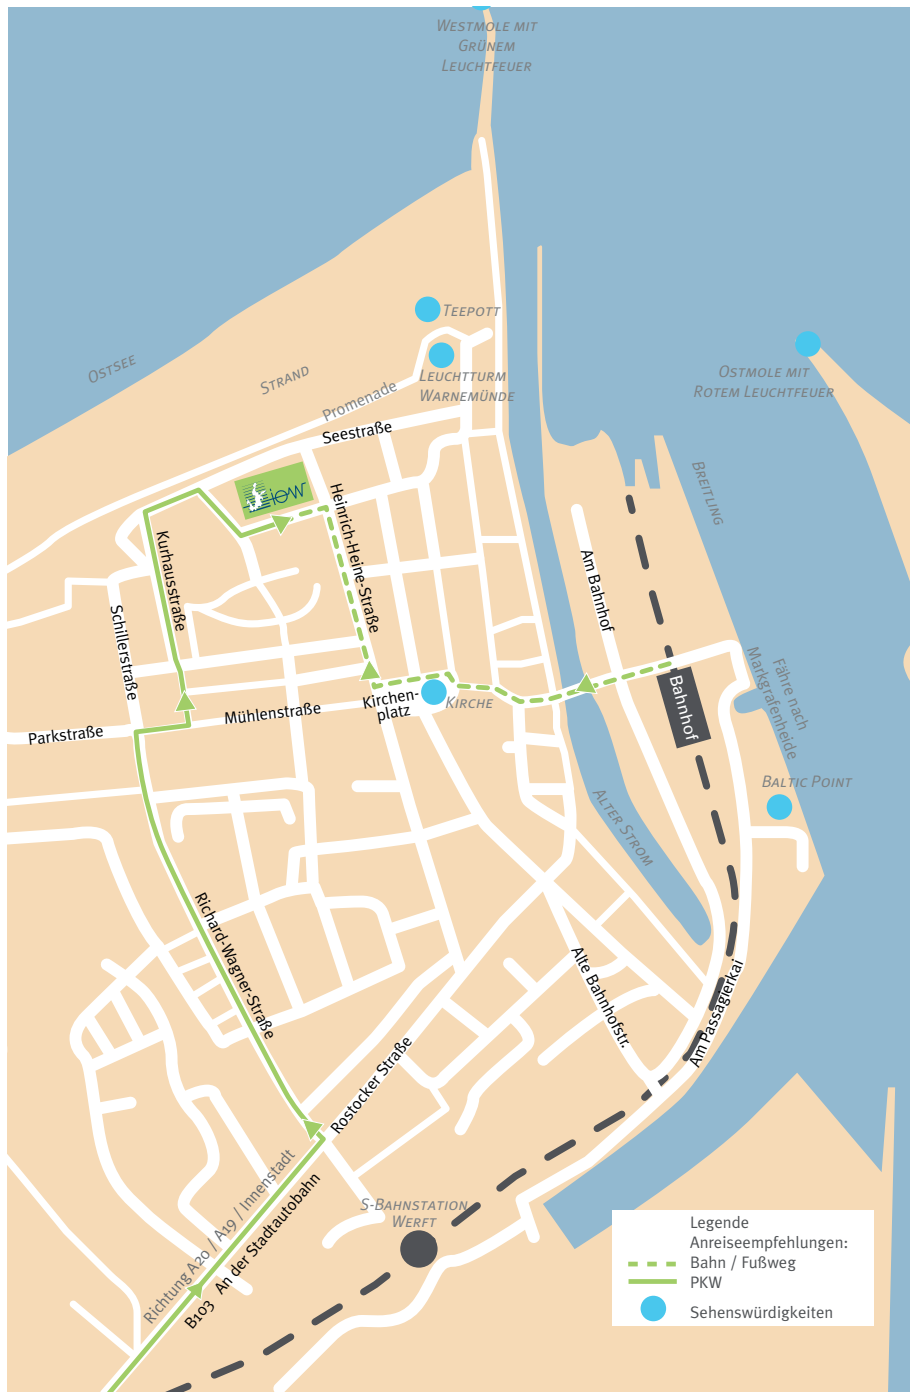 Westmole mit
Grünem
Leuchtfeuer
Teepott
Ostsee
Strand
Leuchtturm
Warnemünde
Ostmole mit
Rotem Leuchtfeuer
Promenade
Seestraße
Breitling
iow
Heinrich-Heine-Straße
Kurhausstraße
Am Bahnhof
Schillerstraße
Fähre nach
Markgrafenheide
Bahnhof
Kirchen-
platz
Kirche
Mühlenstraße
Parkstraße
Baltic Point
Alter Strom
Richard-Wagner-Straße
Alte Bahnhofstr.
Am Passagierkai
Rostocker Straße
Richtung A20 / A19 / Innenstadt
B103 An der Stadtautobahn
S-Bahnstation
Werft
Legende
Anreiseempfehlungen:
Bahn / Fußweg
PKW
Sehenswürdigkeiten